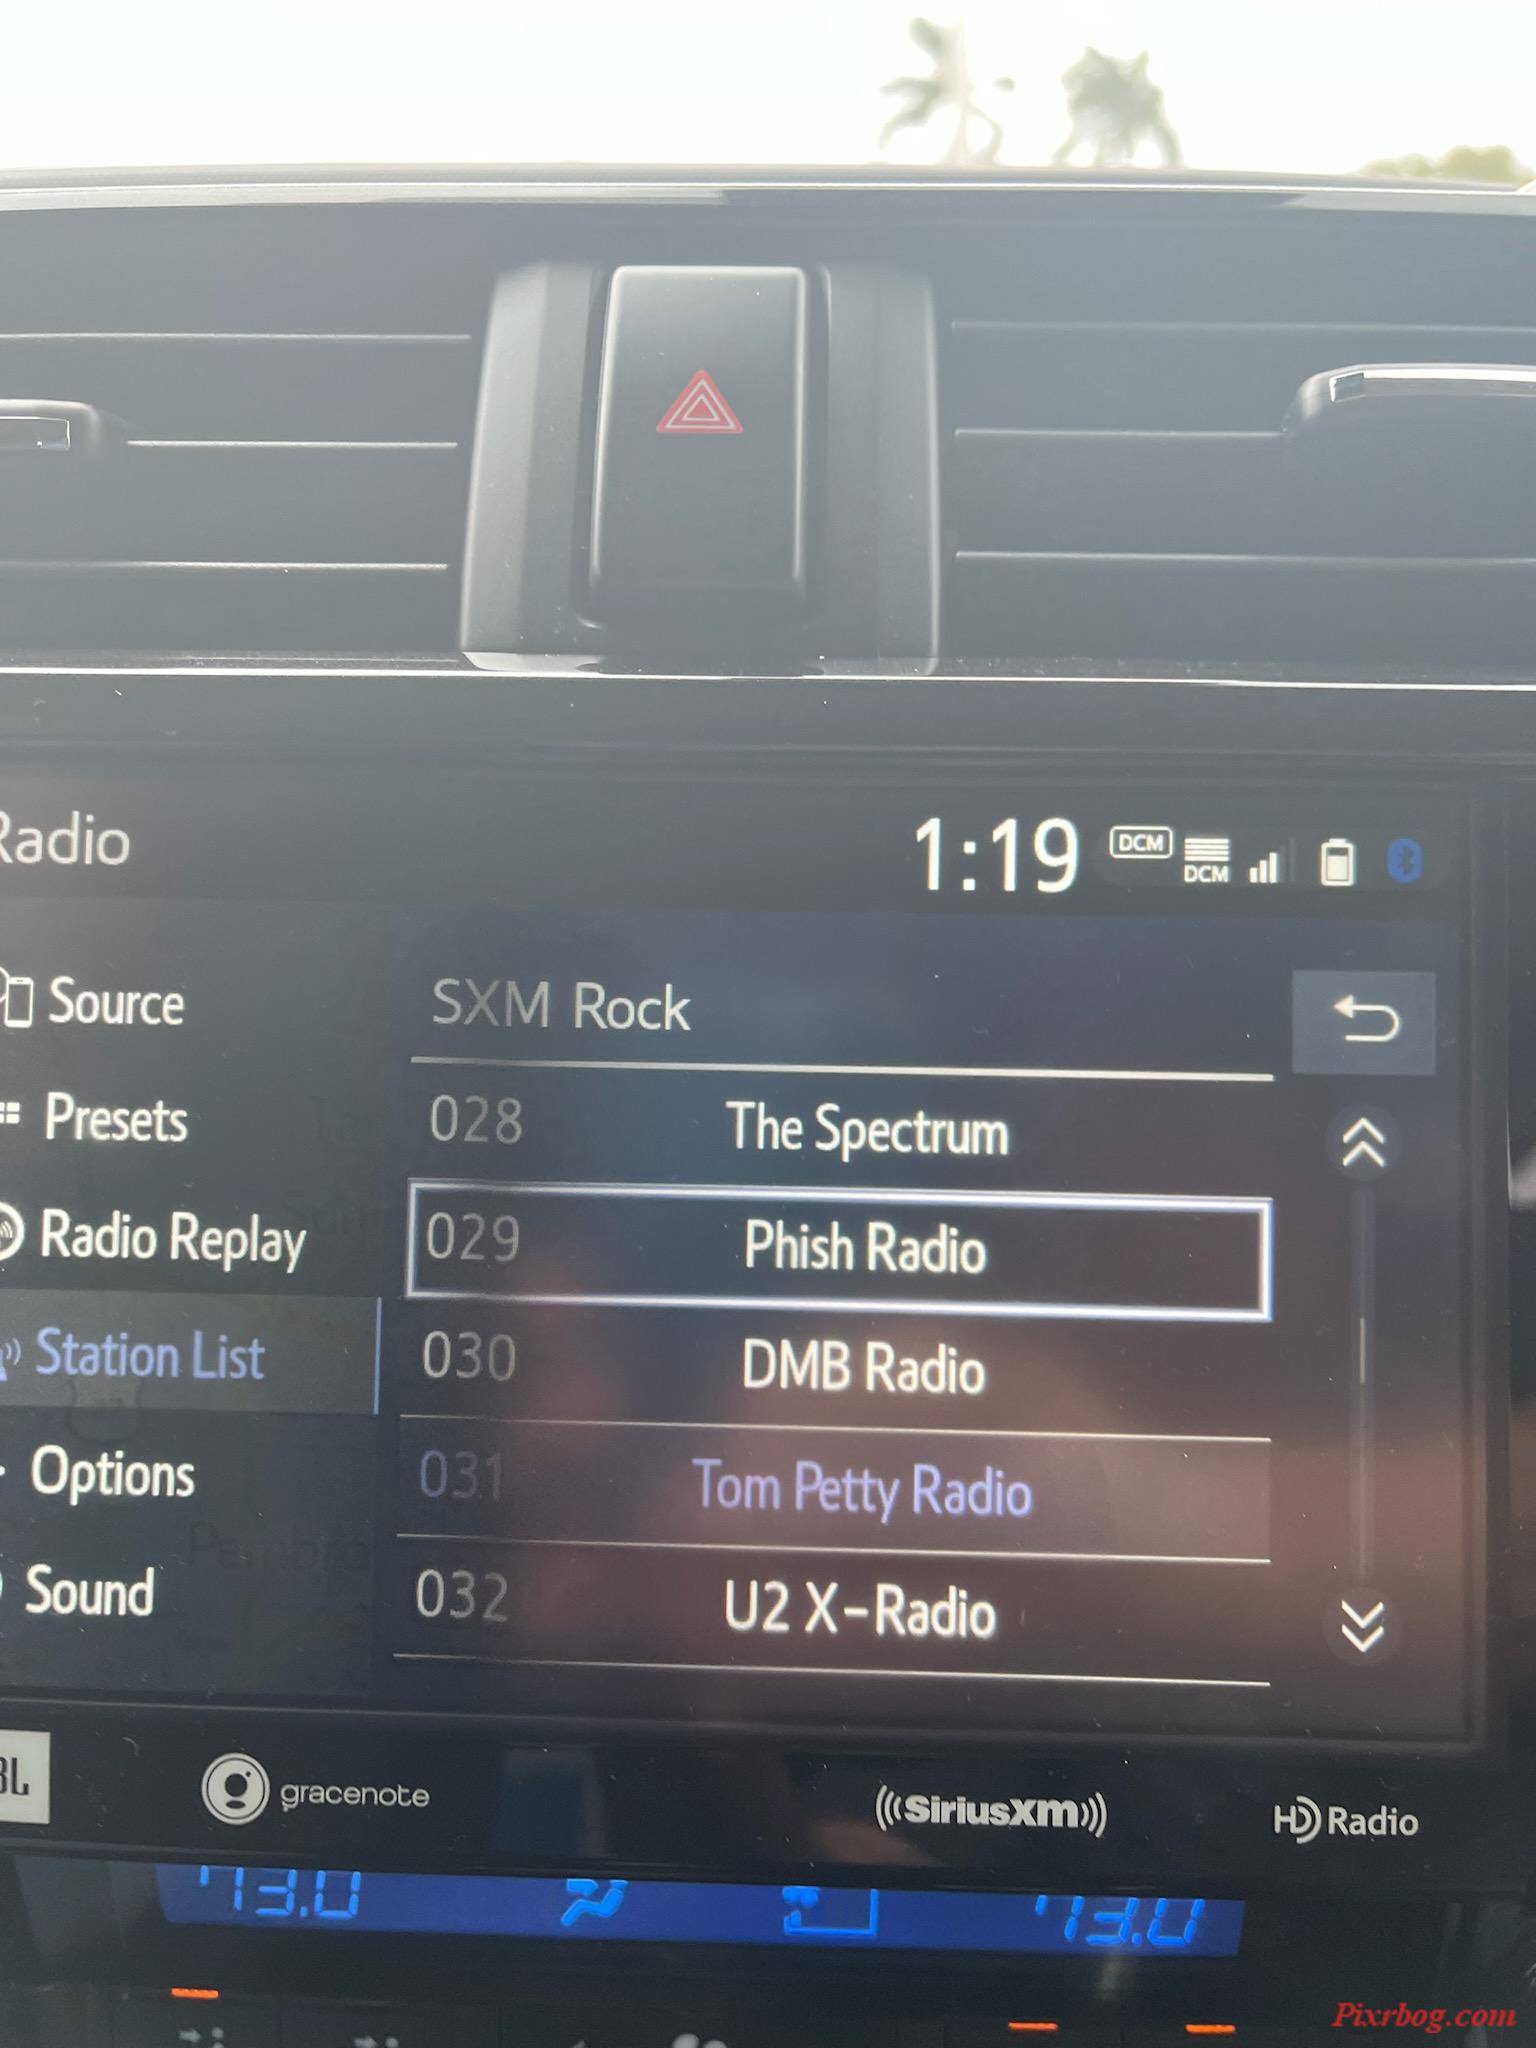 Radio
1:19
DCM
DCM
Source
SXM Rock
Presets
028 The Spectrum
Radio Replay
029 Phish Radio
Station List
030 DMB Radio
Options
031 Tom Petty Radio
Sound
032 U2 X-Radio
gracenote
SiriusXM
HD Radio
73.0
73.0
Pixrbog.com